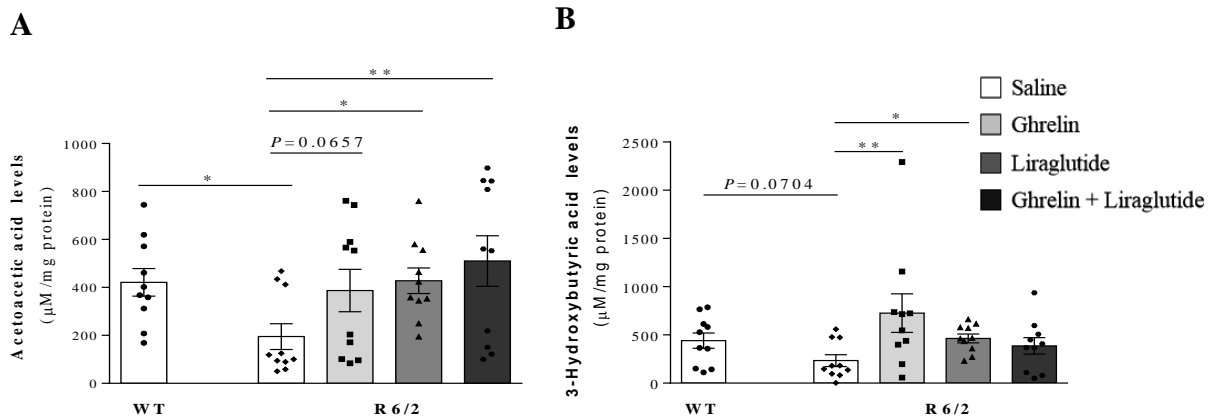 A
**
*
P=0.0657
*
Acetoacetic acid levels
(µM/mg protein)
1000
800
600
400
200
0
WT
R6/2
B
*
**
P=0.0704
3-Hydroxybutyric acid levels
(µM/mg protein)
2500
2000
1500
1000
500
0
WT
R6/2
Saline
Ghrelin
Liraglutide
Ghrelin + Liraglutide